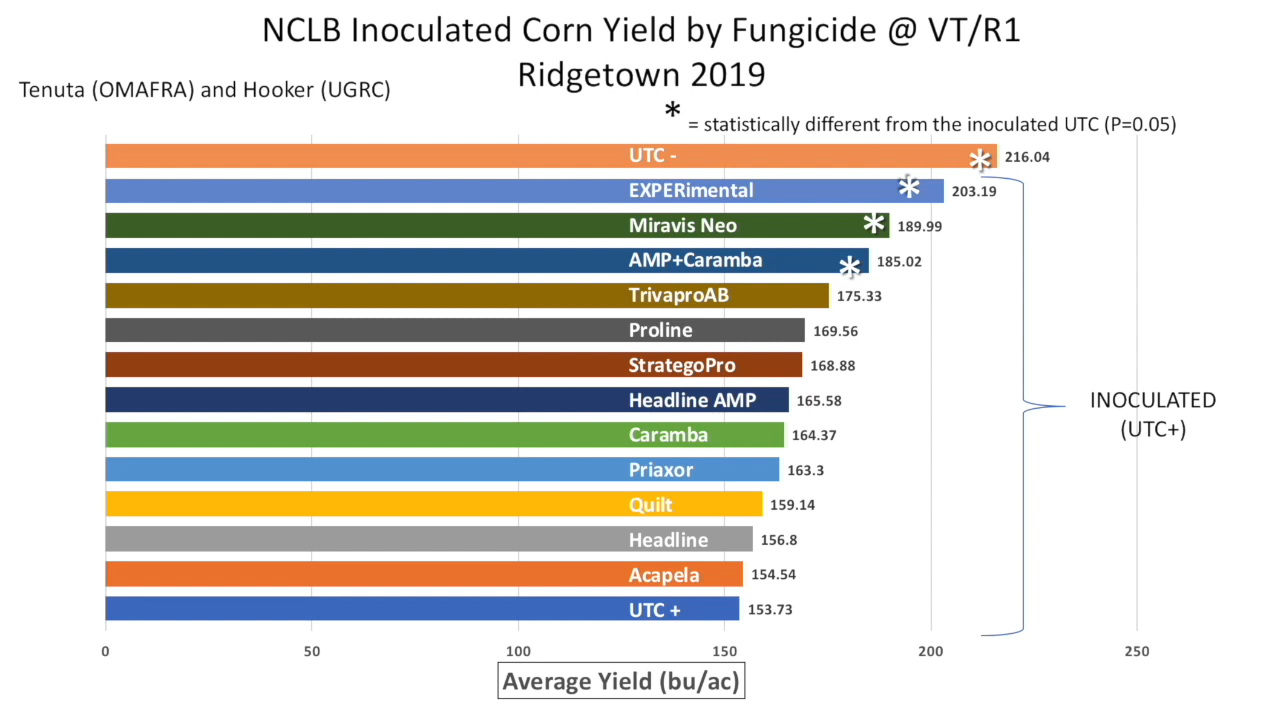 NCLB Inoculated Corn Yield by Fungicide @ VT/R1
Ridgetown 2019
Tenuta (OMAFRA) and Hooker (UGRC)
* = statistically different from the inoculated UTC (P=0.05)
UTC - * 216.04
EXPERimental * 203.19
Miravis Neo * 189.99
AMP+Caramba * 185.02
TrivaproAB 175.33
Proline 169.56
StrategoPro 168.88
Headline AMP 165.58
Caramba 164.37
Priaxor 163.3
Quilt 159.14
Headline 156.8
Acapela 154.54
UTC + 153.73
INOCULATED
(UTC+)
0 50 100 150 200 250
Average Yield (bu/ac)